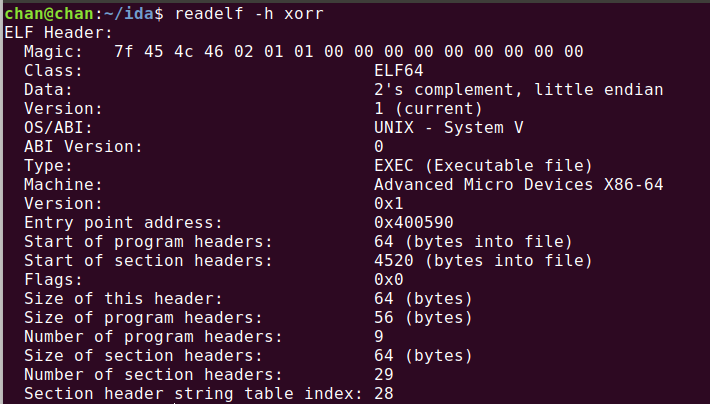 chan@chan:~/ida$ readelf -h xorr
ELF Header:
  Magic:   7f 45 4c 46 02 01 01 00 00 00 00 00 00 00 00 00
  Class:                             ELF64
  Data:                              2's complement, little endian
  Version:                           1 (current)
  OS/ABI:                            UNIX - System V
  ABI Version:                       0
  Type:                              EXEC (Executable file)
  Machine:                           Advanced Micro Devices X86-64
  Version:                           0x1
  Entry point address:               0x400590
  Start of program headers:          64 (bytes into file)
  Start of section headers:          4520 (bytes into file)
  Flags:                             0x0
  Size of this header:               64 (bytes)
  Size of program headers:           56 (bytes)
  Number of program headers:         9
  Size of section headers:           64 (bytes)
  Number of section headers:         29
  Section header string table index: 28